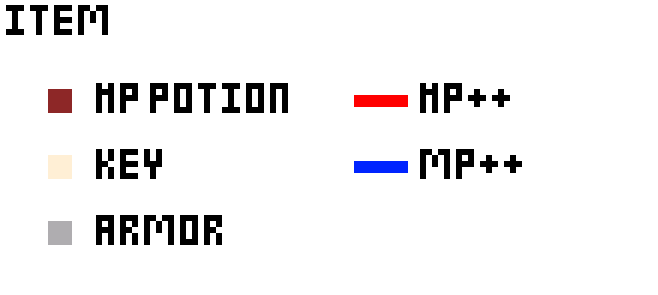 ITEM
HP POTION
HP++
KEY
MP++
ARMOR